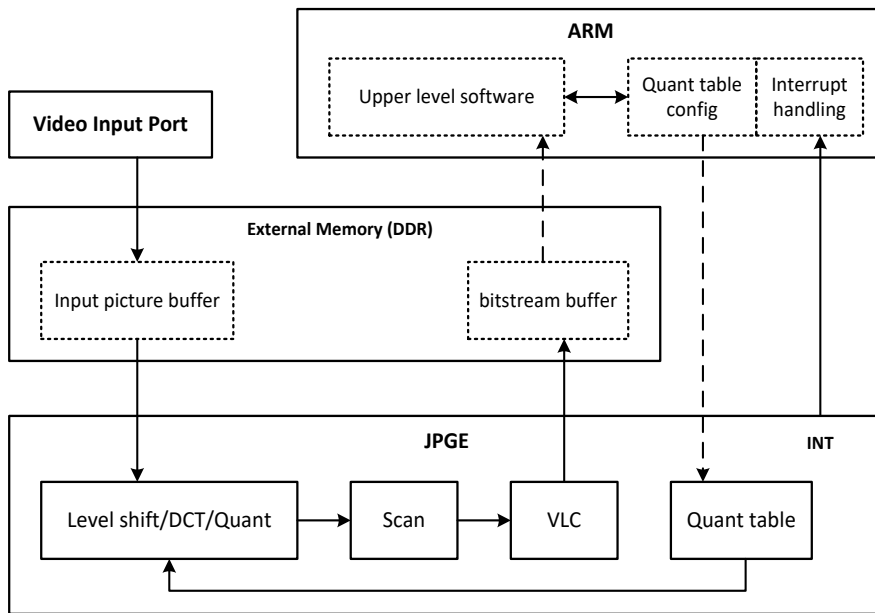 ARM
Upper level software
Quant table
config
Interrupt
handling
Video Input Port
External Memory (DDR)
Input picture buffer
bitstream buffer
JPGE
INT
Level shift/DCT/Quant
Scan
VLC
Quant table